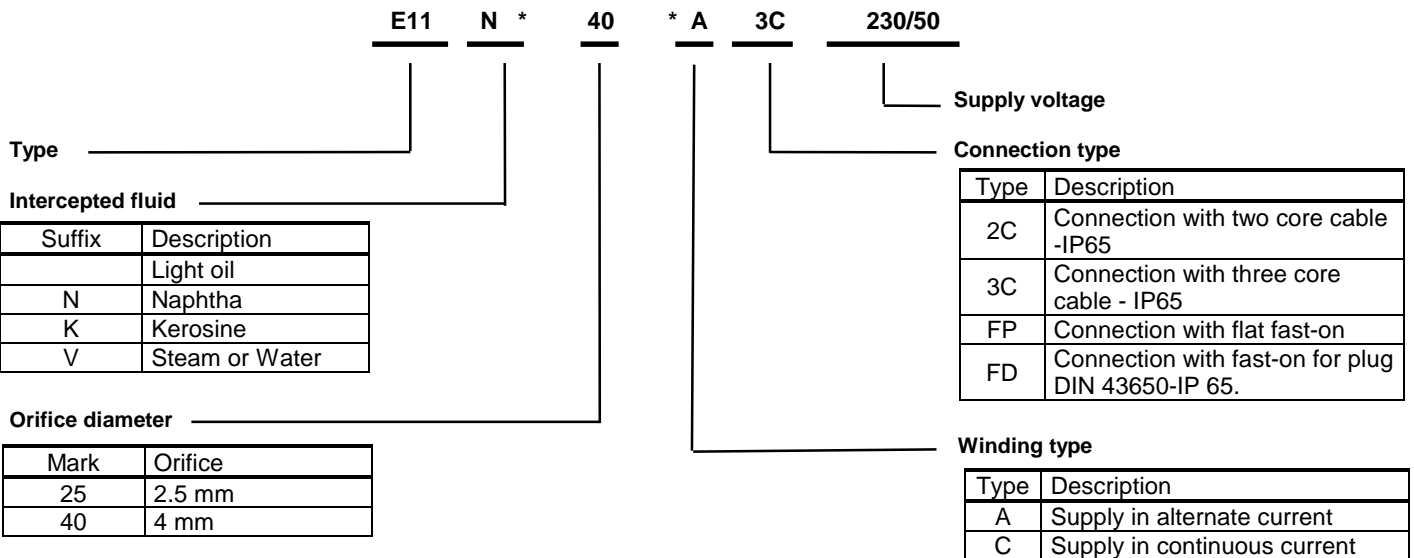 E11 N * 40 * A 3C 230/50
Supply voltage
Type
Connection type
Type Description
2C Connection with two core cable
-IP65
3C Connection with three core
cable - IP65
FP Connection with flat fast-on
FD Connection with fast-on for plug
DIN 43650-IP 65.
Intercepted fluid
Suffix Description
Light oil
N Naphtha
K Kerosine
V Steam or Water
Orifice diameter
Mark Orifice
25 2.5 mm
40 4 mm
Winding type
Type Description
A Supply in alternate current
C Supply in continuous current